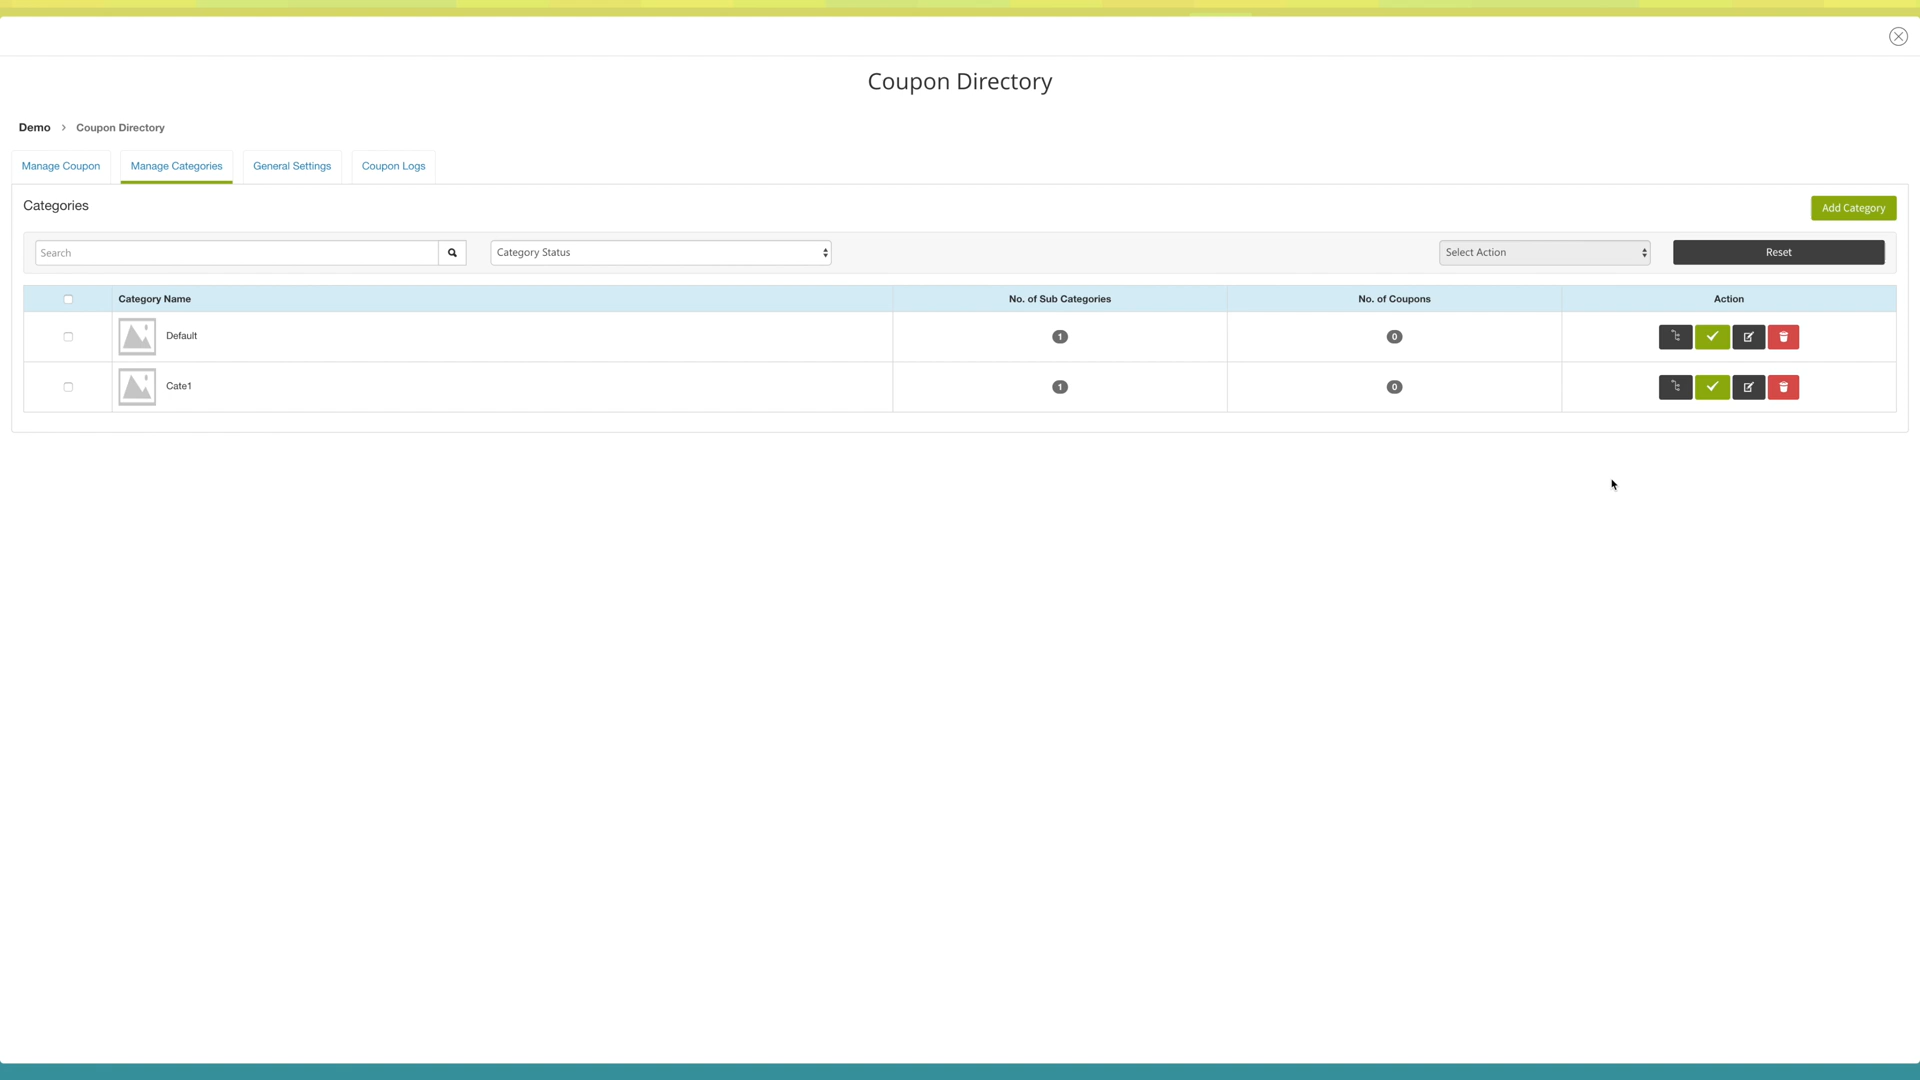 Coupon Directory
Demo > Coupon Directory
Manage Coupon Manage Categories General Settings Coupon Logs
Categories
Add Category
Search Category Status Select Action Reset
Category Name No. of Sub Categories No. of Coupons Action
Default 1 0
Cate1 1 0